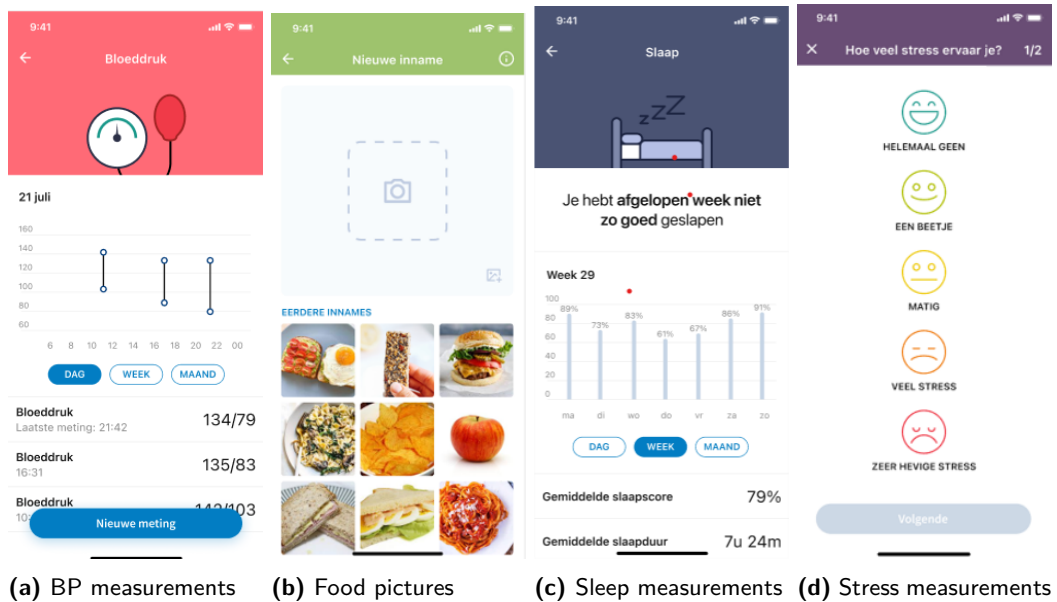 9:41
Bloeddruk
21 juli
160
140
120
100
80
60
6 8 10 12 14 16 18 20 22 00
DAG WEEK MAAND
Bloeddruk
Laatste meting: 21:42
134/79
Bloeddruk
16:31
135/83
Bloeddruk
10:
142/103
Nieuwe meting
(a) BP measurements
9:41
Nieuwe inname
EERDERE INNAMES
(b) Food pictures
9:41
Slaap
zzZ
Je hebt afgelopen week niet
zo goed geslapen
Week 29
100
80
60
40
20
0
89% 73% 83% 61% 67% 86% 91%
ma di wo do vr za zo
DAG WEEK MAAND
Gemiddelde slaapscore 79%
Gemiddelde slaapduur 7u 24m
(c) Sleep measurements
9:41
Hoe veel stress ervaar je? 1/2
HELEMAAL GEEN
EEN BEETJE
MATIG
VEEL STRESS
ZEER HEVIGE STRESS
Volgende
(d) Stress measurements